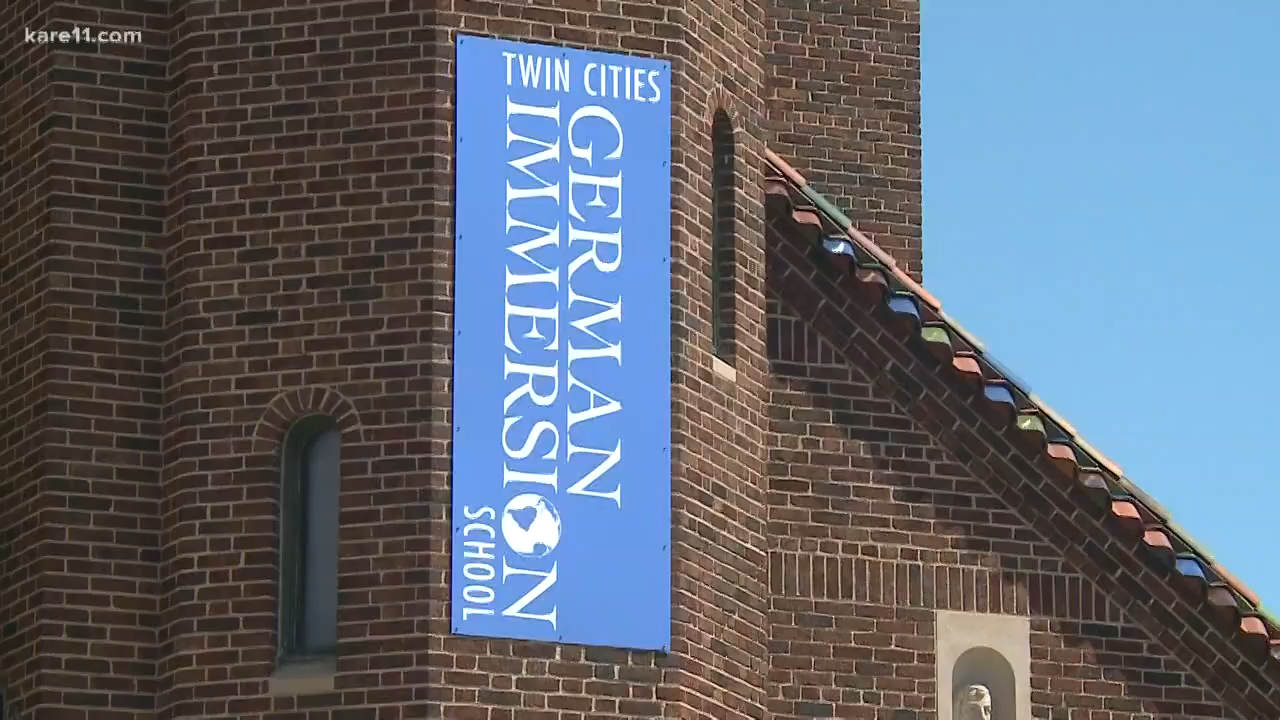 kare11.com
TWIN CITIES
GERMAN
IMMERSION
SCHOOL